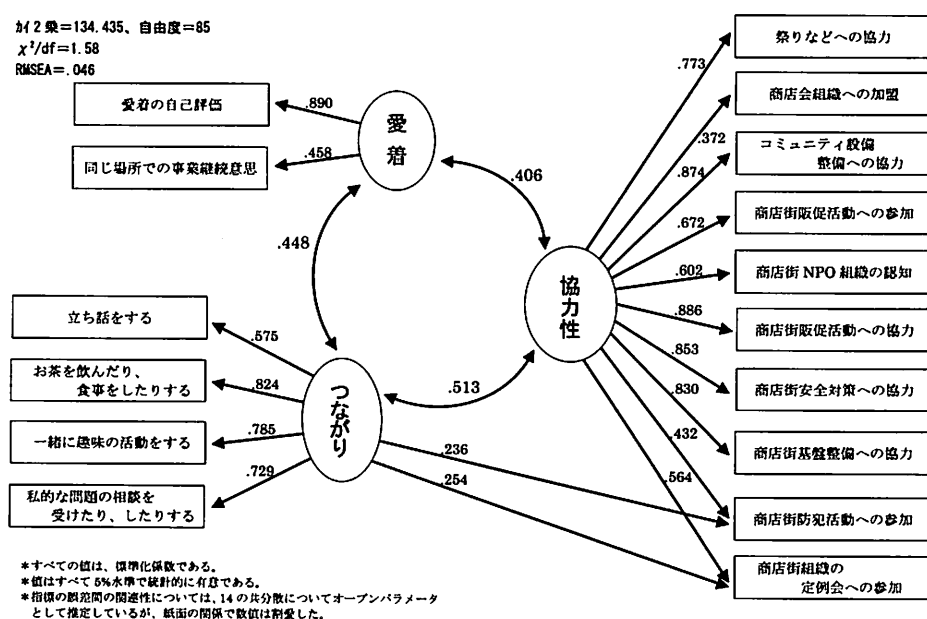 ｶｲ２乗=134.435、自由度=85
χ²/df=1.58
RMSEA=.046
愛着の自己評価
同じ場所での事業継続意思
.890
.458
愛着
.406
.448
.513
協力性
つながり
立ち話をする
お茶を飲んだり、
食事をしたりする
一緒に趣味の活動をする
私的な問題の相談を
受けたり、したりする
.575
.824
.785
.729
.236
.254
.773
.372
.874
.672
.602
.886
.853
.830
.432
.564
祭りなどへの協力
商店会組織への加盟
コミュニティ設備
整備への協力
商店街販促活動への参加
商店街NPO組織の認知
商店街販促活動への協力
商店街安全対策への協力
商店街基盤整備への協力
商店街防犯活動への参加
商店街組織の
定例会への参加
＊すべての値は、標準化係数である。
＊値はすべて5%水準で統計的に有意である。
＊指標の誤差間の関連性については、14の共分散についてオープンパラメータ
として推定しているが、紙面の関係で数値は割愛した。